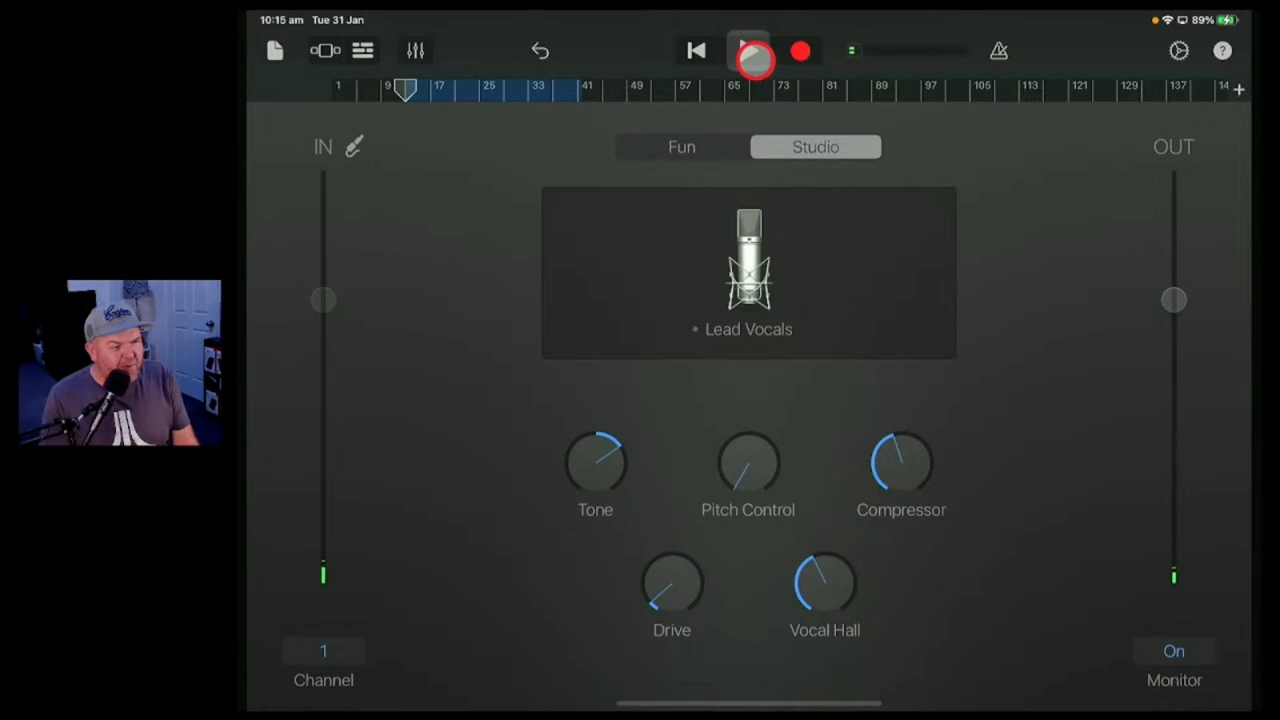 10:15 am Tue 31 Jan
89%
1 9 17 25 33 41 49 57 65 73 81 89 97 105 113 121 129 137 14
IN
Fun
Studio
OUT
• Lead Vocals
Tone
Pitch Control
Compressor
Drive
Vocal Hall
1
Channel
On
Monitor